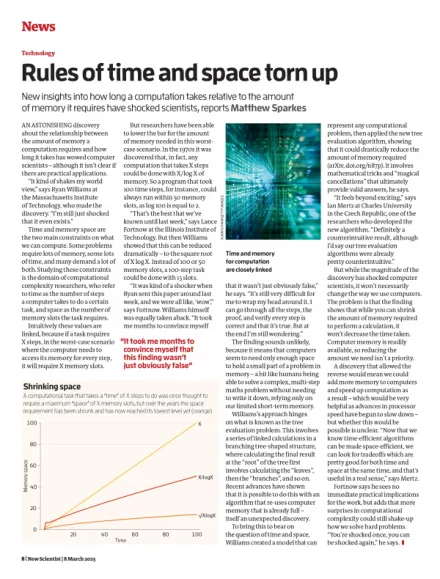 News
Technology
Rules of time and space torn up
New insights into how long a computation takes relative to the amount
of memory it requires have shocked scientists, reports Matthew Sparkes
AN ASTONISHING discovery
about the relationship between
the amount of memory a
computation requires and how
long it takes has wowed computer
scientists – although it isn't clear if
there are practical applications.
"It kind of shakes my world
view," says Ryan Williams at
the Massachusetts Institute
of Technology, who made the
discovery. "I'm still just shocked
that it even exists."
Time and memory space are
the two main constraints on what
we can compute. Some problems
require lots of memory, some lots
of time, and many demand a lot of
both. Studying these constraints
is the domain of computational
complexity researchers, who refer
to time as the number of steps
a computer takes to do a certain
task, and space as the number of
memory slots the task requires.
Intuitively these values are
linked, because if a task requires
X steps, in the worst-case scenario
where the computer needs to
access its memory for every step,
it will require X memory slots.
But researchers have been able
to lower the bar for the amount
of memory needed in this worst-
case scenario. In the 1970s it was
discovered that, in fact, any
computation that takes X steps
could be done with X/log X of
memory. So a program that took
100 time steps, for instance, could
always run within 50 memory
slots, as log 100 is equal to 2.
"That's the best that we've
known until last week," says Lance
Fortnow at the Illinois Institute of
Technology. But then Williams
showed that this can be reduced
dramatically – to the square root
of X log X. Instead of 100 or 50
memory slots, a 100-step task
could be done with 15 slots.
"It was kind of a shocker when
Ryan sent this paper around last
week, and we were all like, 'wow',"
says Fortnow. Williams himself
was equally taken aback. "It took
me months to convince myself
"It took me months to
convince myself that
this finding wasn't
just obviously false"
Time and memory
for computation
are closely linked
that it wasn't just obviously false,"
he says. "It's still very difficult for
me to wrap my head around it. I
can go through all the steps, the
proof, and verify every step is
correct and that it's true. But at
the end I'm still wondering."
The finding sounds unlikely,
because it means that computers
seem to need only enough space
to hold a small part of a problem in
memory – a bit like humans being
able to solve a complex, multi-step
maths problem without needing
to write it down, relying only on
our limited short-term memory.
Williams's approach hinges
on what is known as the tree
evaluation problem. This involves
a series of linked calculations in a
branching tree-shaped structure,
where calculating the final result
at the "root" of the tree first
involves calculating the "leaves",
then the "branches", and so on.
Recent advances have shown
that it is possible to do this with an
algorithm that re-uses computer
memory that is already full –
itself an unexpected discovery.
To bring this to bear on
the question of time and space,
Williams created a model that can
represent any computational
problem, then applied the new tree
evaluation algorithm, showing
that it could drastically reduce the
amount of memory required
(arXiv, doi.org/n87p). It involves
mathematical tricks and "magical
cancellations" that ultimately
provide valid answers, he says.
"It feels beyond exciting," says
Ian Mertz at Charles University
in the Czech Republic, one of the
researchers who developed the
new algorithm. "Definitely a
counterintuitive result, although
I'd say our tree evaluation
algorithms were already
pretty counterintuitive."
But while the magnitude of the
discovery has shocked computer
scientists, it won't necessarily
change the way we use computers.
The problem is that the finding
shows that while you can shrink
the amount of memory required
to perform a calculation, it
won't decrease the time taken.
Computer memory is readily
available, so reducing the
amount we need isn't a priority.
A discovery that allowed the
reverse would mean we could
add more memory to computers
and speed up computation as
a result – which would be very
helpful as advances in processor
speed have begun to slow down –
but whether this would be
possible is unclear. "Now that we
know time-efficient algorithms
can be made space-efficient, we
can look for tradeoffs which are
pretty good for both time and
space at the same time, and that's
useful in a real sense," says Mertz.
Fortnow says he sees no
immediate practical implications
for the work, but adds that more
surprises in computational
complexity could still shake-up
how we solve hard problems.
"You're shocked once, you can
be shocked again," he says.
Shrinking space
A computational task that takes a "time" of X steps to do was once thought to
require a maximum "space" of X memory slots, but over the years the space
requirement has been shrunk and has now reached its lowest level yet (orange)
Memory space
100
80
60
40
20
0
20
40
60
80
100
Time
X
X/logX
√XlogX
8 | New Scientist | 8 March 2025